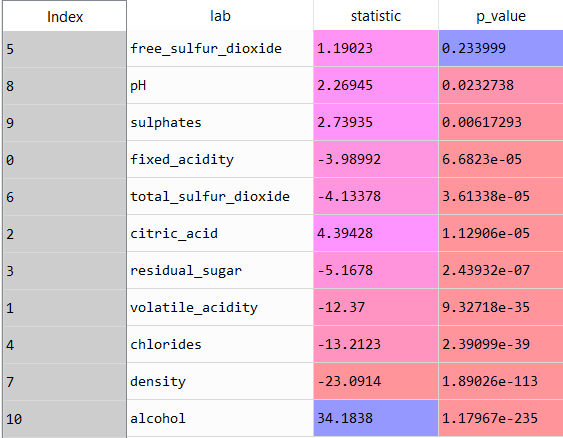 Index lab statistic p_value
5 free_sulfur_dioxide 1.19023 0.233999
8 pH 2.26945 0.0232738
9 sulphates 2.73935 0.00617293
0 fixed_acidity -3.98992 6.6823e-05
6 total_sulfur_dioxide -4.13378 3.61338e-05
2 citric_acid 4.39428 1.12906e-05
3 residual_sugar -5.1678 2.43932e-07
1 volatile_acidity -12.37 9.32718e-35
4 chlorides -13.2123 2.39099e-39
7 density -23.0914 1.89026e-113
10 alcohol 34.1838 1.17967e-235